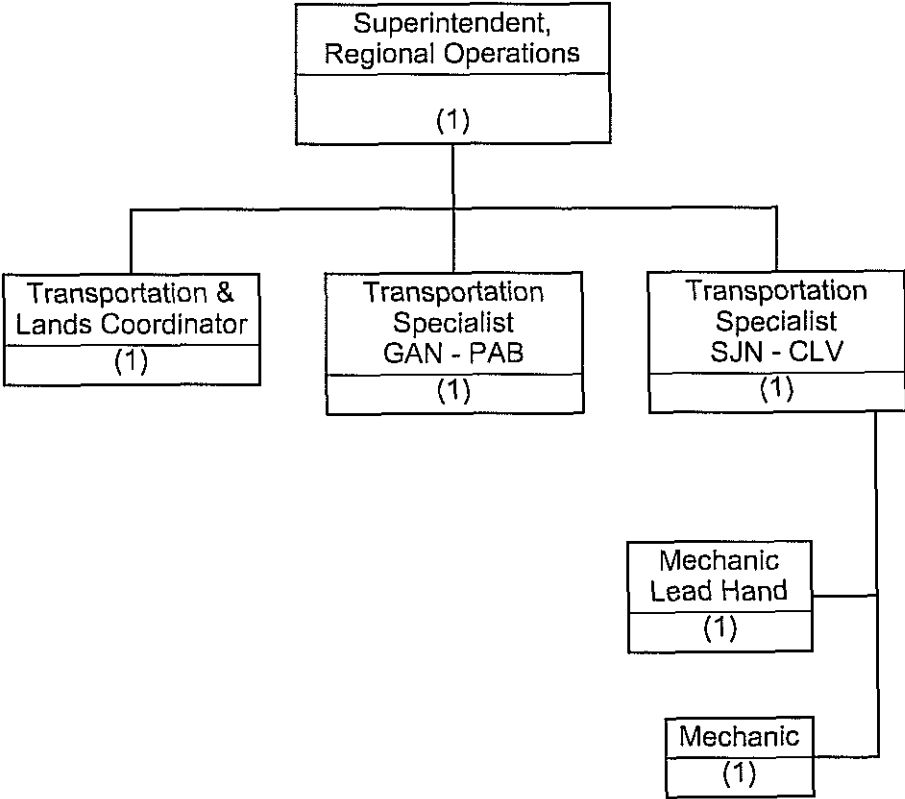 Superintendent,
Regional Operations
(1)
Transportation &
Lands Coordinator
(1)
Transportation
Specialist
GAN - PAB
(1)
Transportation
Specialist
SJN - CLV
(1)
Mechanic
Lead Hand
(1)
Mechanic
(1)